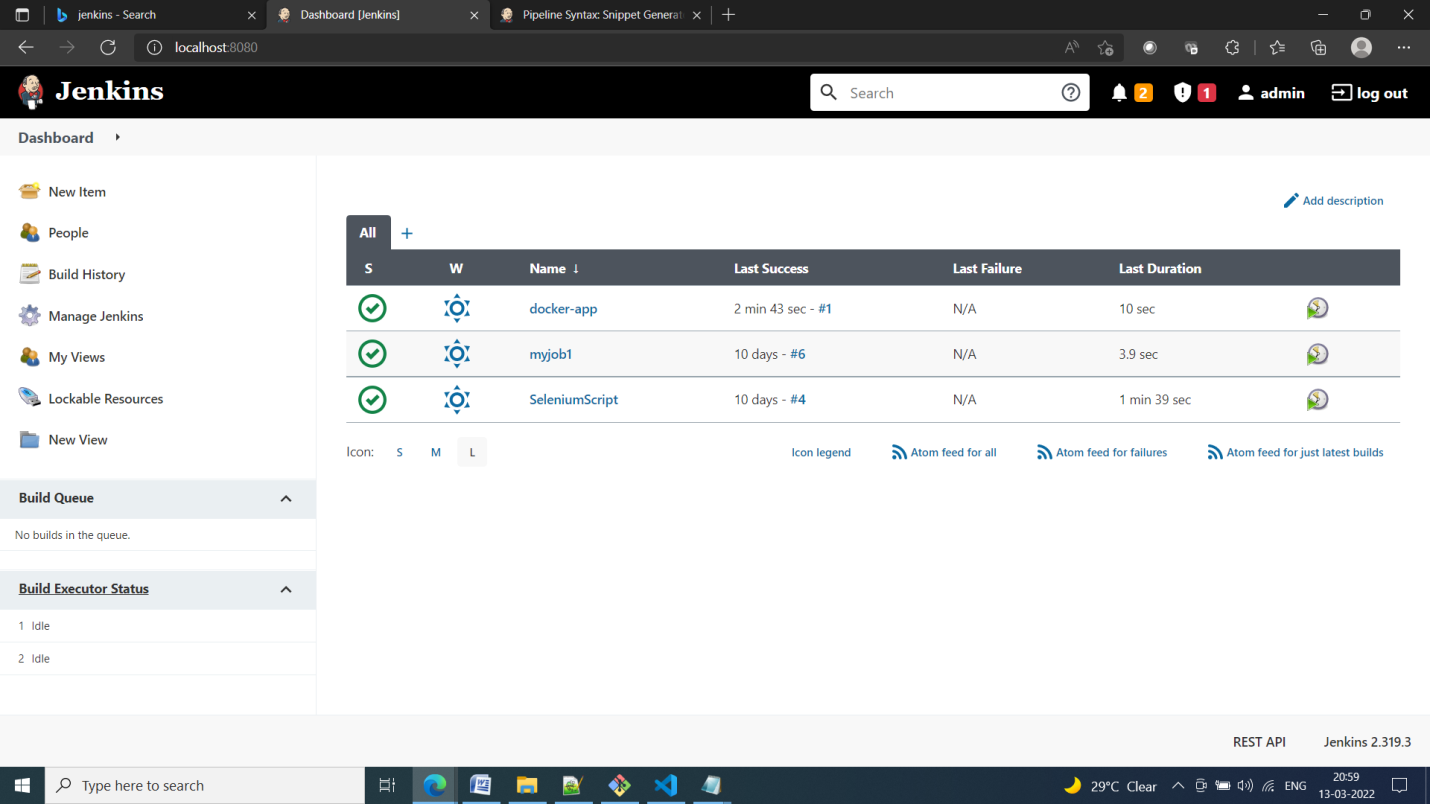 jenkins - Search
Dashboard [Jenkins]
Pipeline Syntax: Snippet Generat
localhost:8080
Jenkins
Search
2
1
admin
log out
Dashboard
New Item
People
Build History
Manage Jenkins
My Views
Lockable Resources
New View
Build Queue
No builds in the queue.
Build Executor Status
1 Idle
2 Idle
Add description
All +
S W Name ↓ Last Success Last Failure Last Duration
docker-app 2 min 43 sec - #1 N/A 10 sec
myjob1 10 days - #6 N/A 3.9 sec
SeleniumScript 10 days - #4 N/A 1 min 39 sec
Icon: S M L Icon legend Atom feed for all Atom feed for failures Atom feed for just latest builds
REST API Jenkins 2.319.3
Type here to search
29°C Clear
ENG
20:59
13-03-2022